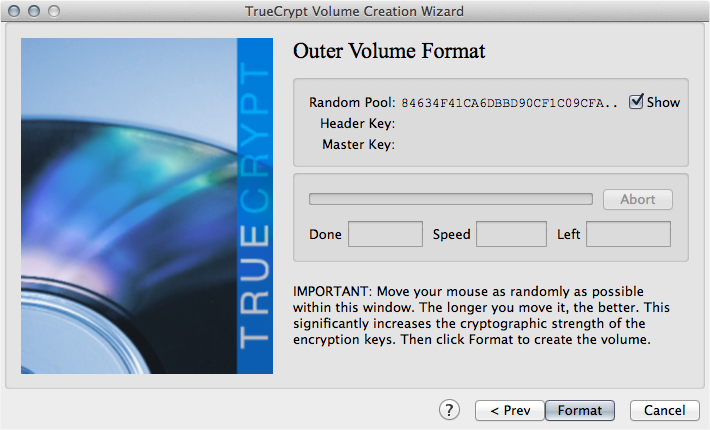 TrueCrypt Volume Creation Wizard
TRUECRYPT
Outer Volume Format
Random Pool: 84634F41CA6DBBD90CF1C09CFA.. Show
Header Key:
Master Key:
Abort
Done Speed Left
IMPORTANT: Move your mouse as randomly as possible
within this window. The longer you move it, the better. This
significantly increases the cryptographic strength of the
encryption keys. Then click Format to create the volume.
? < Prev Format Cancel